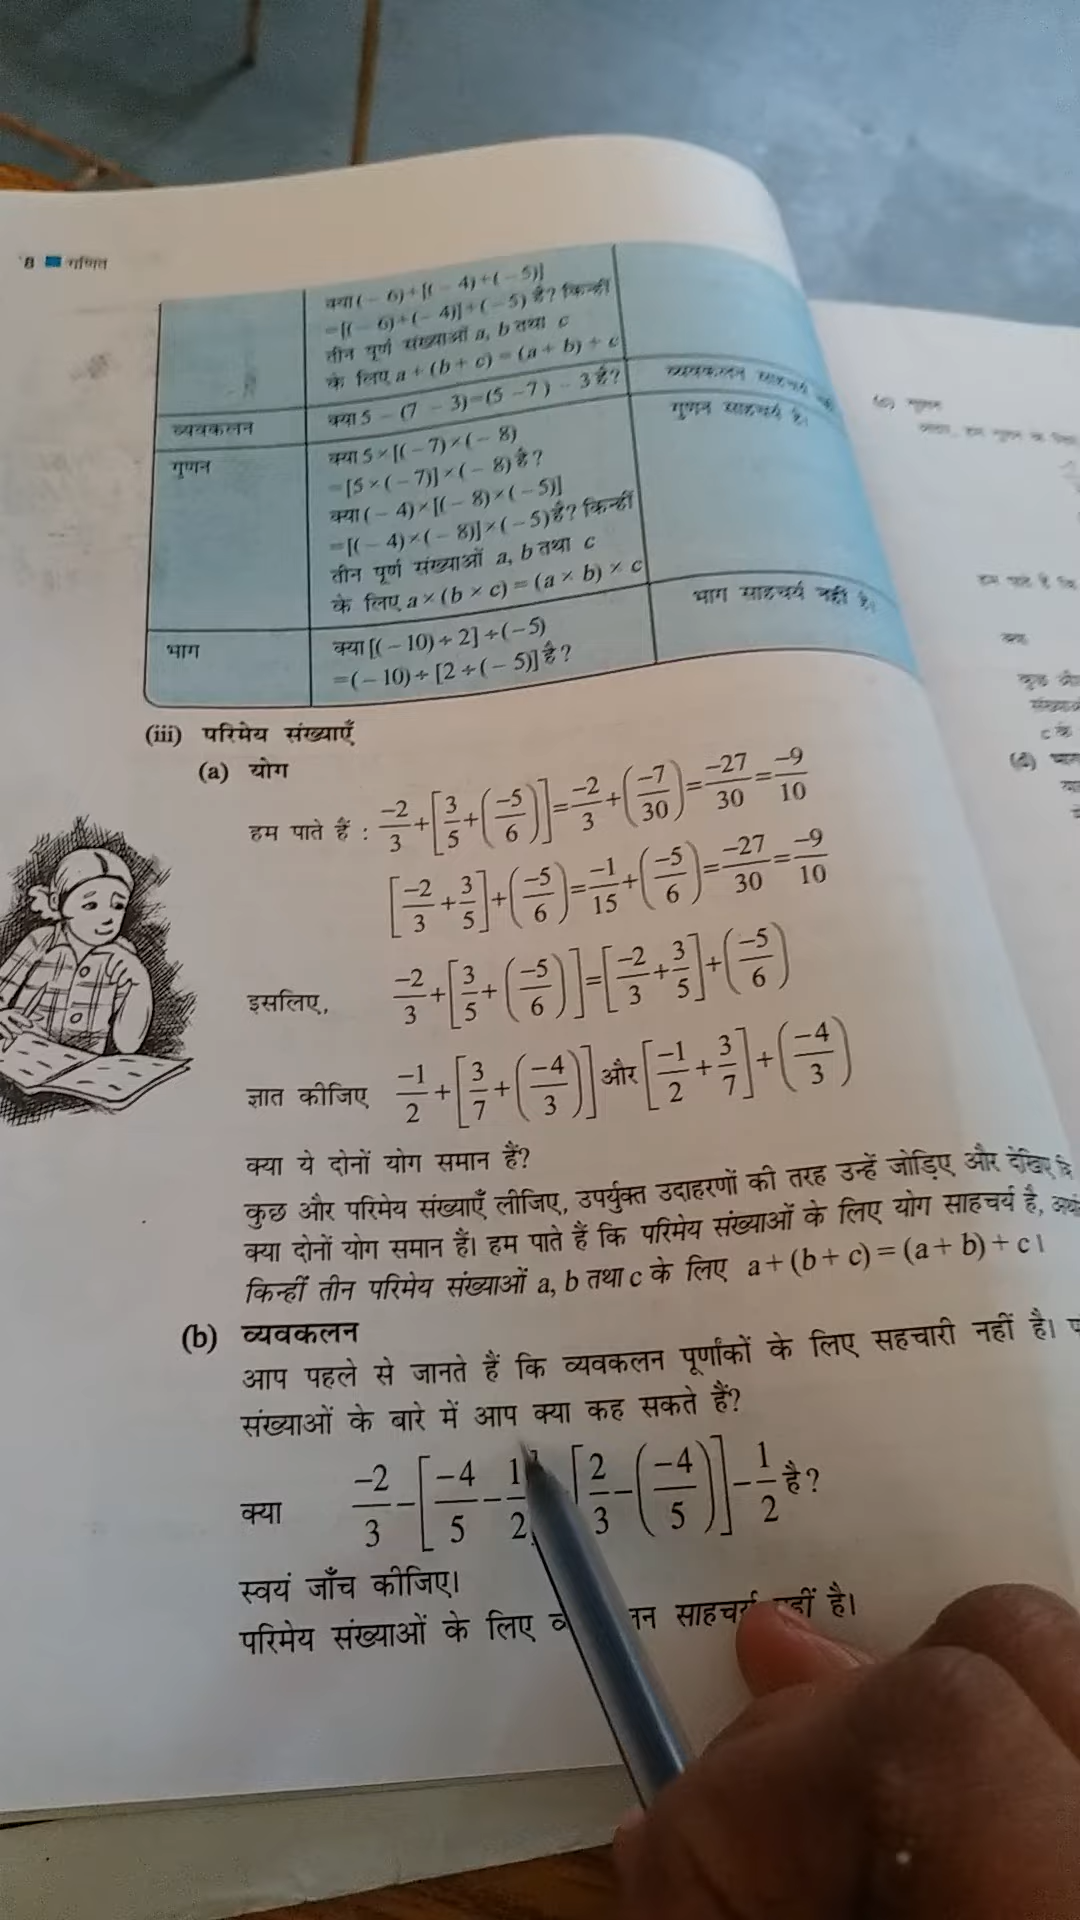 8 ■ गणित
क्या (– 6) + [(– 4) + (– 5)]
= [(– 6) + (– 4)] + (– 5) है? किन्हीं
तीन पूर्ण संख्याओं a, b तथा c
के लिए a + (b + c) = (a + b) + c
व्यवकलन क्या 5 – (7 – 3) = (5 – 7) – 3 है? व्यवकलन साहचर्य
गुणन क्या 5 × [(– 7) × (– 8) गुणन साहचर्य है।
= [5 × (– 7)] × (– 8) है?
क्या (– 4) × [(– 8) × (– 5)]
= [(– 4) × (– 8)] × (– 5) है? किन्हीं
तीन पूर्ण संख्याओं a, b तथा c
के लिए a × (b × c) = (a × b) × c
भाग क्या [(– 10) ÷ 2] ÷ (– 5) भाग साहचर्य नहीं है।
= (– 10) ÷ [2 ÷ (– 5)] है?
(iii) परिमेय संख्याएँ
(a) योग
हम पाते हैं : –2/3 + [3/5 + (–5/6)] = –2/3 + (–7/30) = –27/30 = –9/10
[–2/3 + 3/5] + (–5/6) = –1/15 + (–5/6) = –27/30 = –9/10
इसलिए, –2/3 + [3/5 + (–5/6)] = [–2/3 + 3/5] + (–5/6)
ज्ञात कीजिए –1/2 + [3/7 + (–4/3)] और [–1/2 + 3/7] + (–4/3)
क्या ये दोनों योग समान हैं?
कुछ और परिमेय संख्याएँ लीजिए, उपर्युक्त उदाहरणों की तरह उन्हें जोड़िए और देखिए
क्या दोनों योग समान हैं। हम पाते हैं कि परिमेय संख्याओं के लिए योग साहचर्य है,
किन्हीं तीन परिमेय संख्याओं a, b तथा c के लिए a + (b + c) = (a + b) + c।
(b) व्यवकलन
आप पहले से जानते हैं कि व्यवकलन पूर्णांकों के लिए सहचारी नहीं है।
संख्याओं के बारे में आप क्या कह सकते हैं?
क्या –2/3 – [–4/5 – 1/2 [2/3 – (–4/5)] – 1/2 है?
स्वयं जाँच कीजिए।
परिमेय संख्याओं के लिए साहचर्य नहीं है।
(c) गुणन
हम पाते हैं कि
क्या
कुछ
c के
(d) भाग